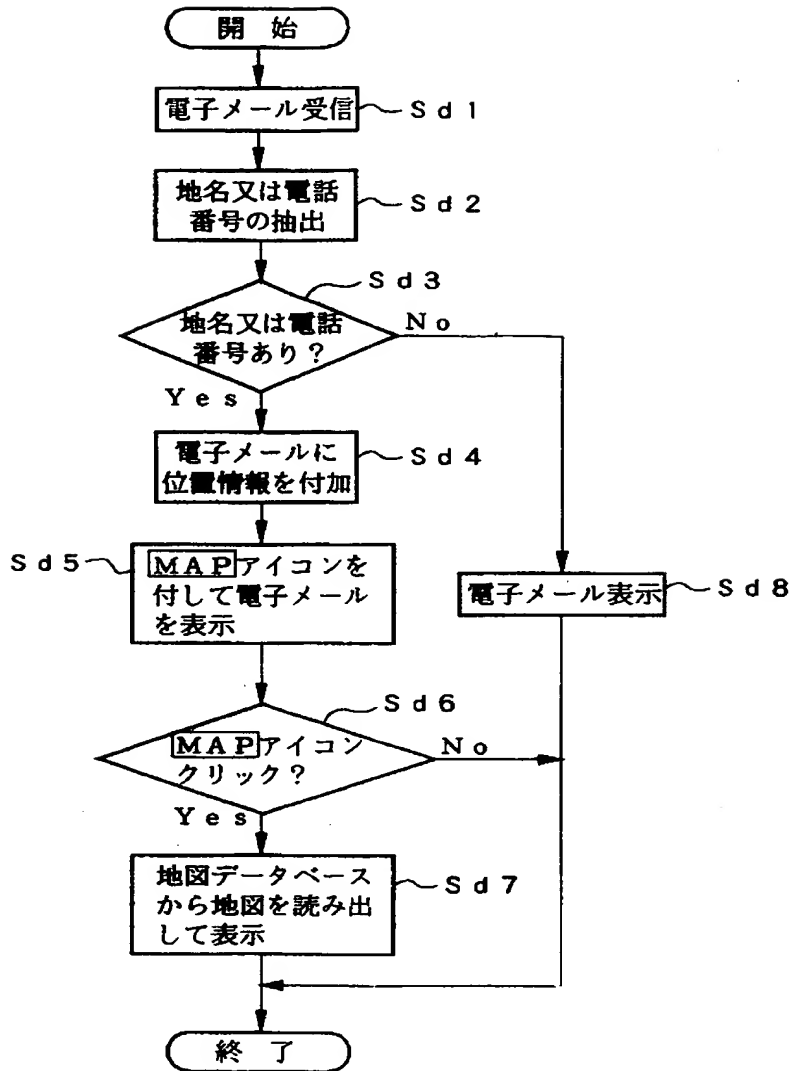 開 始
電子メール受信
Sd1
地名又は電話
番号の抽出
Sd2
Sd3
地名又は電話
番号あり？
No
Yes
電子メールに
位置情報を付加
Sd4
Sd5
MAPアイコンを
付して電子メール
を表示
電子メール表示
Sd8
Sd6
MAPアイコン
クリック？
No
Yes
地図データベース
から地図を読み出
して表示
Sd7
終 了